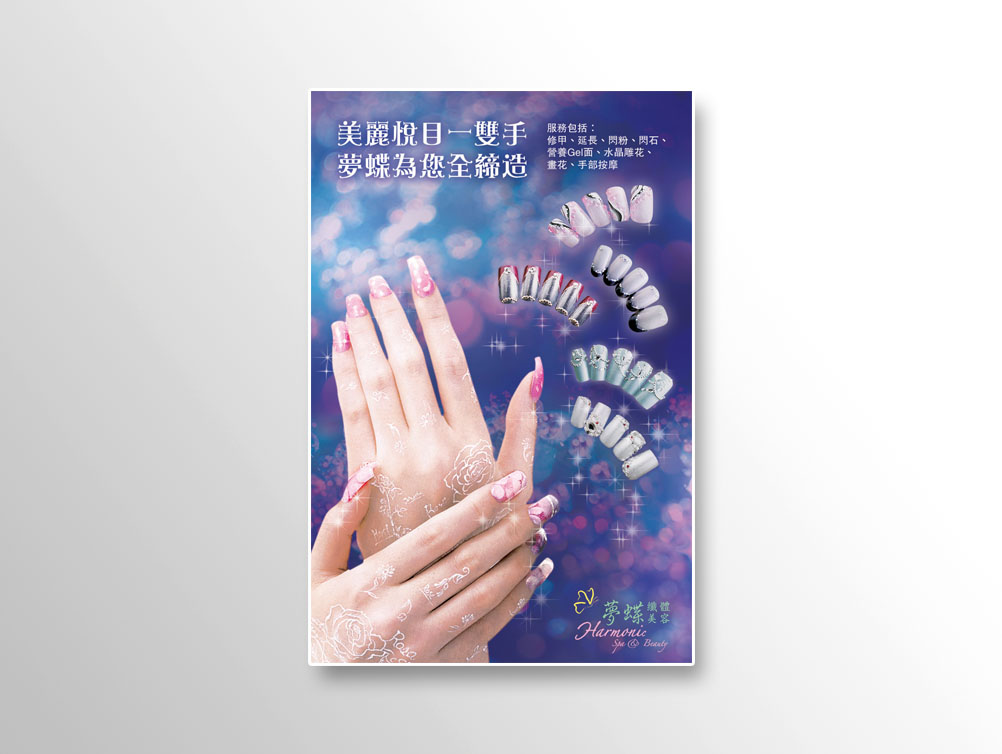 美麗悅目一雙手
夢蝶為您全締造
服務包括：
修甲、延長、閃粉、閃石、
營養Gel面、水晶雕花、
畫花、手部按摩
夢蝶 纖體
美容
Harmonic
Spa & Beauty
Rosa